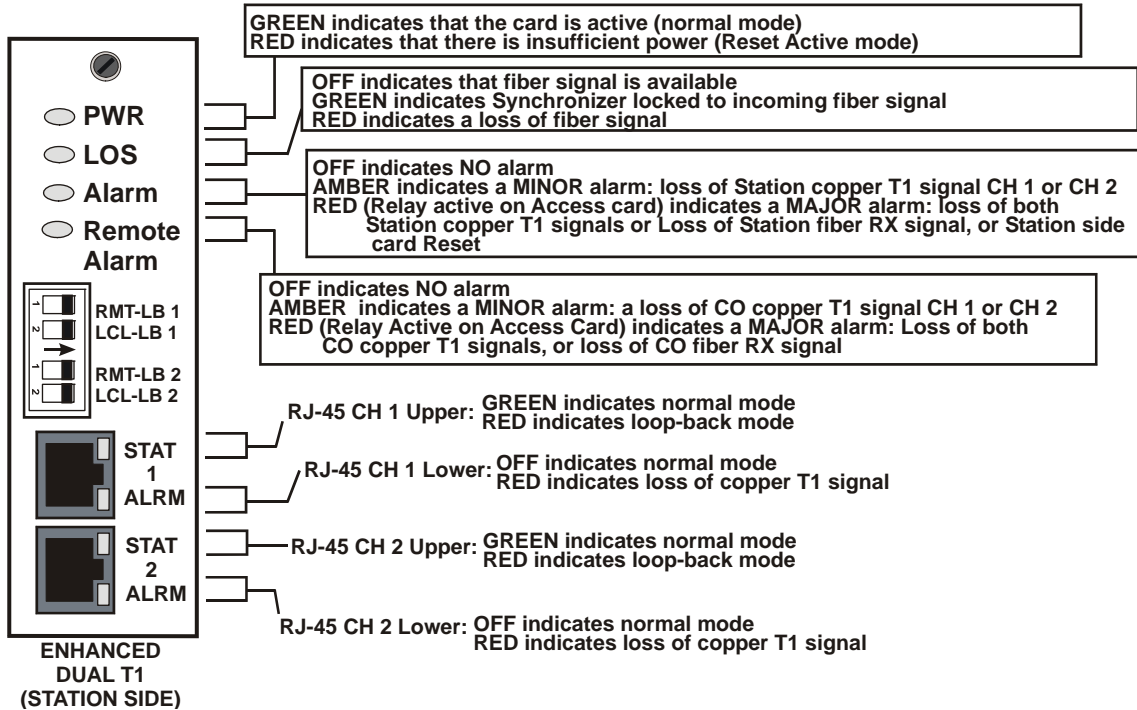 GREEN indicates that the card is active (normal mode)
RED indicates that there is insufficient power (Reset Active mode)
OFF indicates that fiber signal is available
GREEN indicates Synchronizer locked to incoming fiber signal
RED indicates a loss of fiber signal
OFF indicates NO alarm
AMBER indicates a MINOR alarm: loss of Station copper T1 signal CH 1 or CH 2
RED (Relay active on Access card) indicates a MAJOR alarm: loss of both
Station copper T1 signals or Loss of Station fiber RX signal, or Station side
card Reset
OFF indicates NO alarm
AMBER indicates a MINOR alarm: a loss of CO copper T1 signal CH 1 or CH 2
RED (Relay Active on Access Card) indicates a MAJOR alarm: Loss of both
CO copper T1 signals, or loss of CO fiber RX signal
PWR
LOS
Alarm
Remote
Alarm
1
RMT-LB 1
2
LCL-LB 1
1
RMT-LB 2
2
LCL-LB 2
STAT
1
ALRM
STAT
2
ALRM
RJ-45 CH 1 Upper: GREEN indicates normal mode
RED indicates loop-back mode
RJ-45 CH 1 Lower: OFF indicates normal mode
RED indicates loss of copper T1 signal
RJ-45 CH 2 Upper: GREEN indicates normal mode
RED indicates loop-back mode
RJ-45 CH 2 Lower: OFF indicates normal mode
RED indicates loss of copper T1 signal
ENHANCED
DUAL T1
(STATION SIDE)